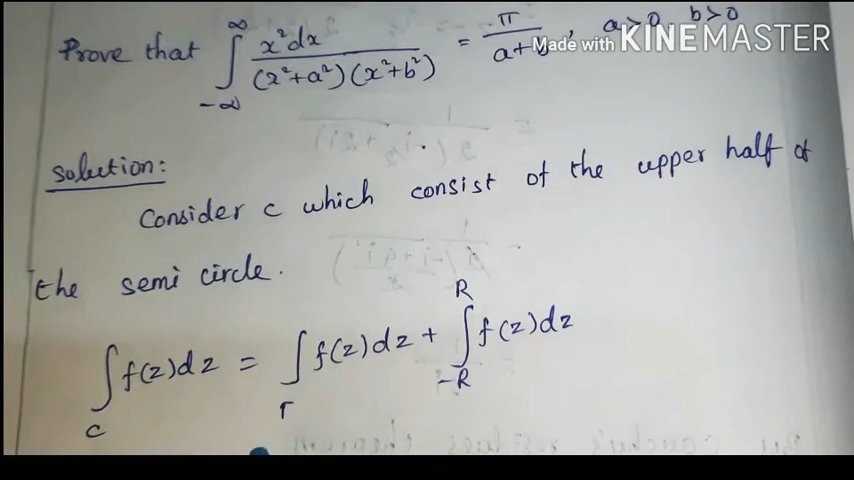 Prove that ∫_{-∞}^{∞} x²dx / (x²+a²)(x²+b²) = π / a+b, a>0 b>0
Made with KINEMASTER
Solution:
Consider c which consist of the upper half of
the semi circle.
∫_c f(z)dz = ∫_Γ f(z)dz + ∫_{-R}^{R} f(z)dz